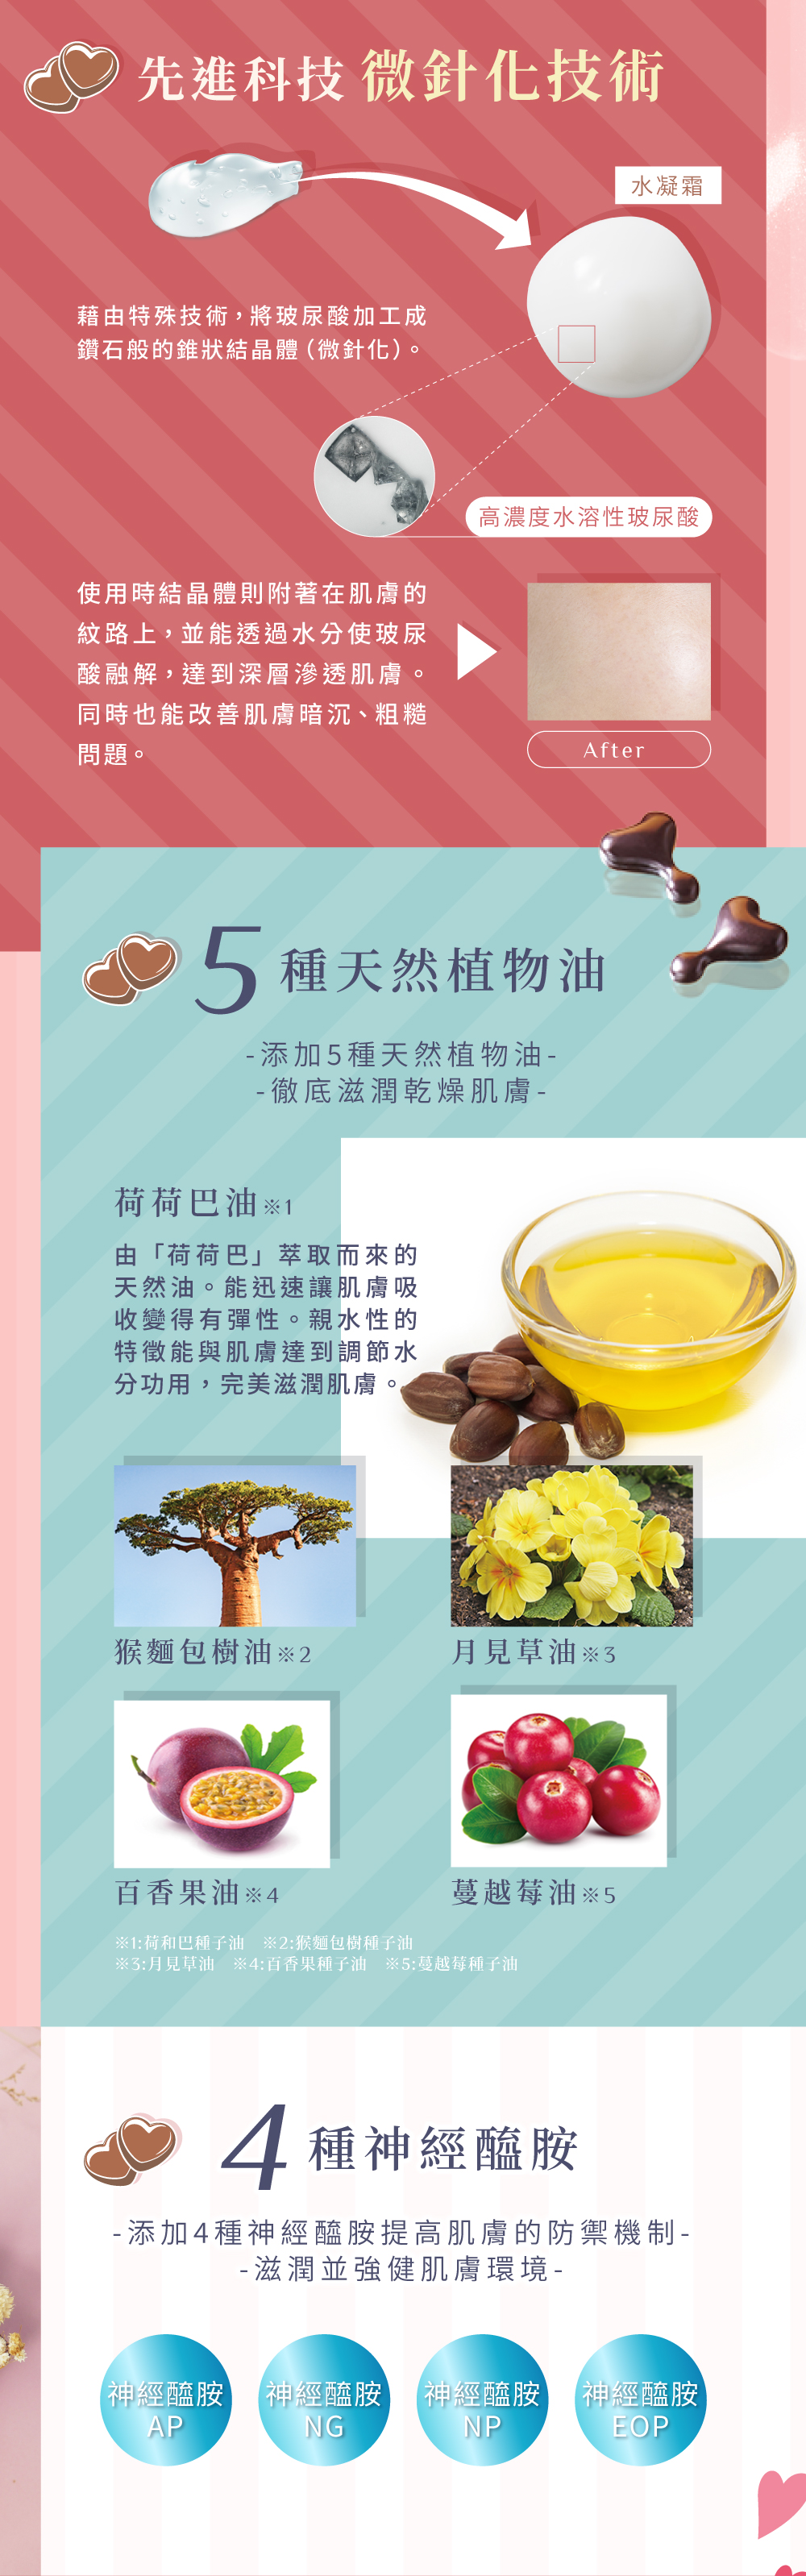 先進科技 微針化技術
水凝霜
藉由特殊技術，將玻尿酸加工成
鑽石般的錐狀結晶體（微針化）。
高濃度水溶性玻尿酸
使用時結晶體則附著在肌膚的
紋路上，並能透過水分使玻尿
酸融解，達到深層滲透肌膚。
同時也能改善肌膚暗沉、粗糙
問題。
After
5種天然植物油
-添加5種天然植物油-
-徹底滋潤乾燥肌膚-
荷荷巴油※1
由「荷荷巴」萃取而來的
天然油。能迅速讓肌膚吸
收變得有彈性。親水性的
特徵能與肌膚達到調節水
分功用，完美滋潤肌膚。
猴麵包樹油※2
月見草油※3
百香果油※4
蔓越莓油※5
※1:荷和巴種子油 ※2:猴麵包樹種子油
※3:月見草油 ※4:百香果種子油 ※5:蔓越莓種子油
4種神經醯胺
-添加4種神經醯胺提高肌膚的防禦機制-
-滋潤並強健肌膚環境-
神經醯胺
AP
神經醯胺
NG
神經醯胺
NP
神經醯胺
EOP